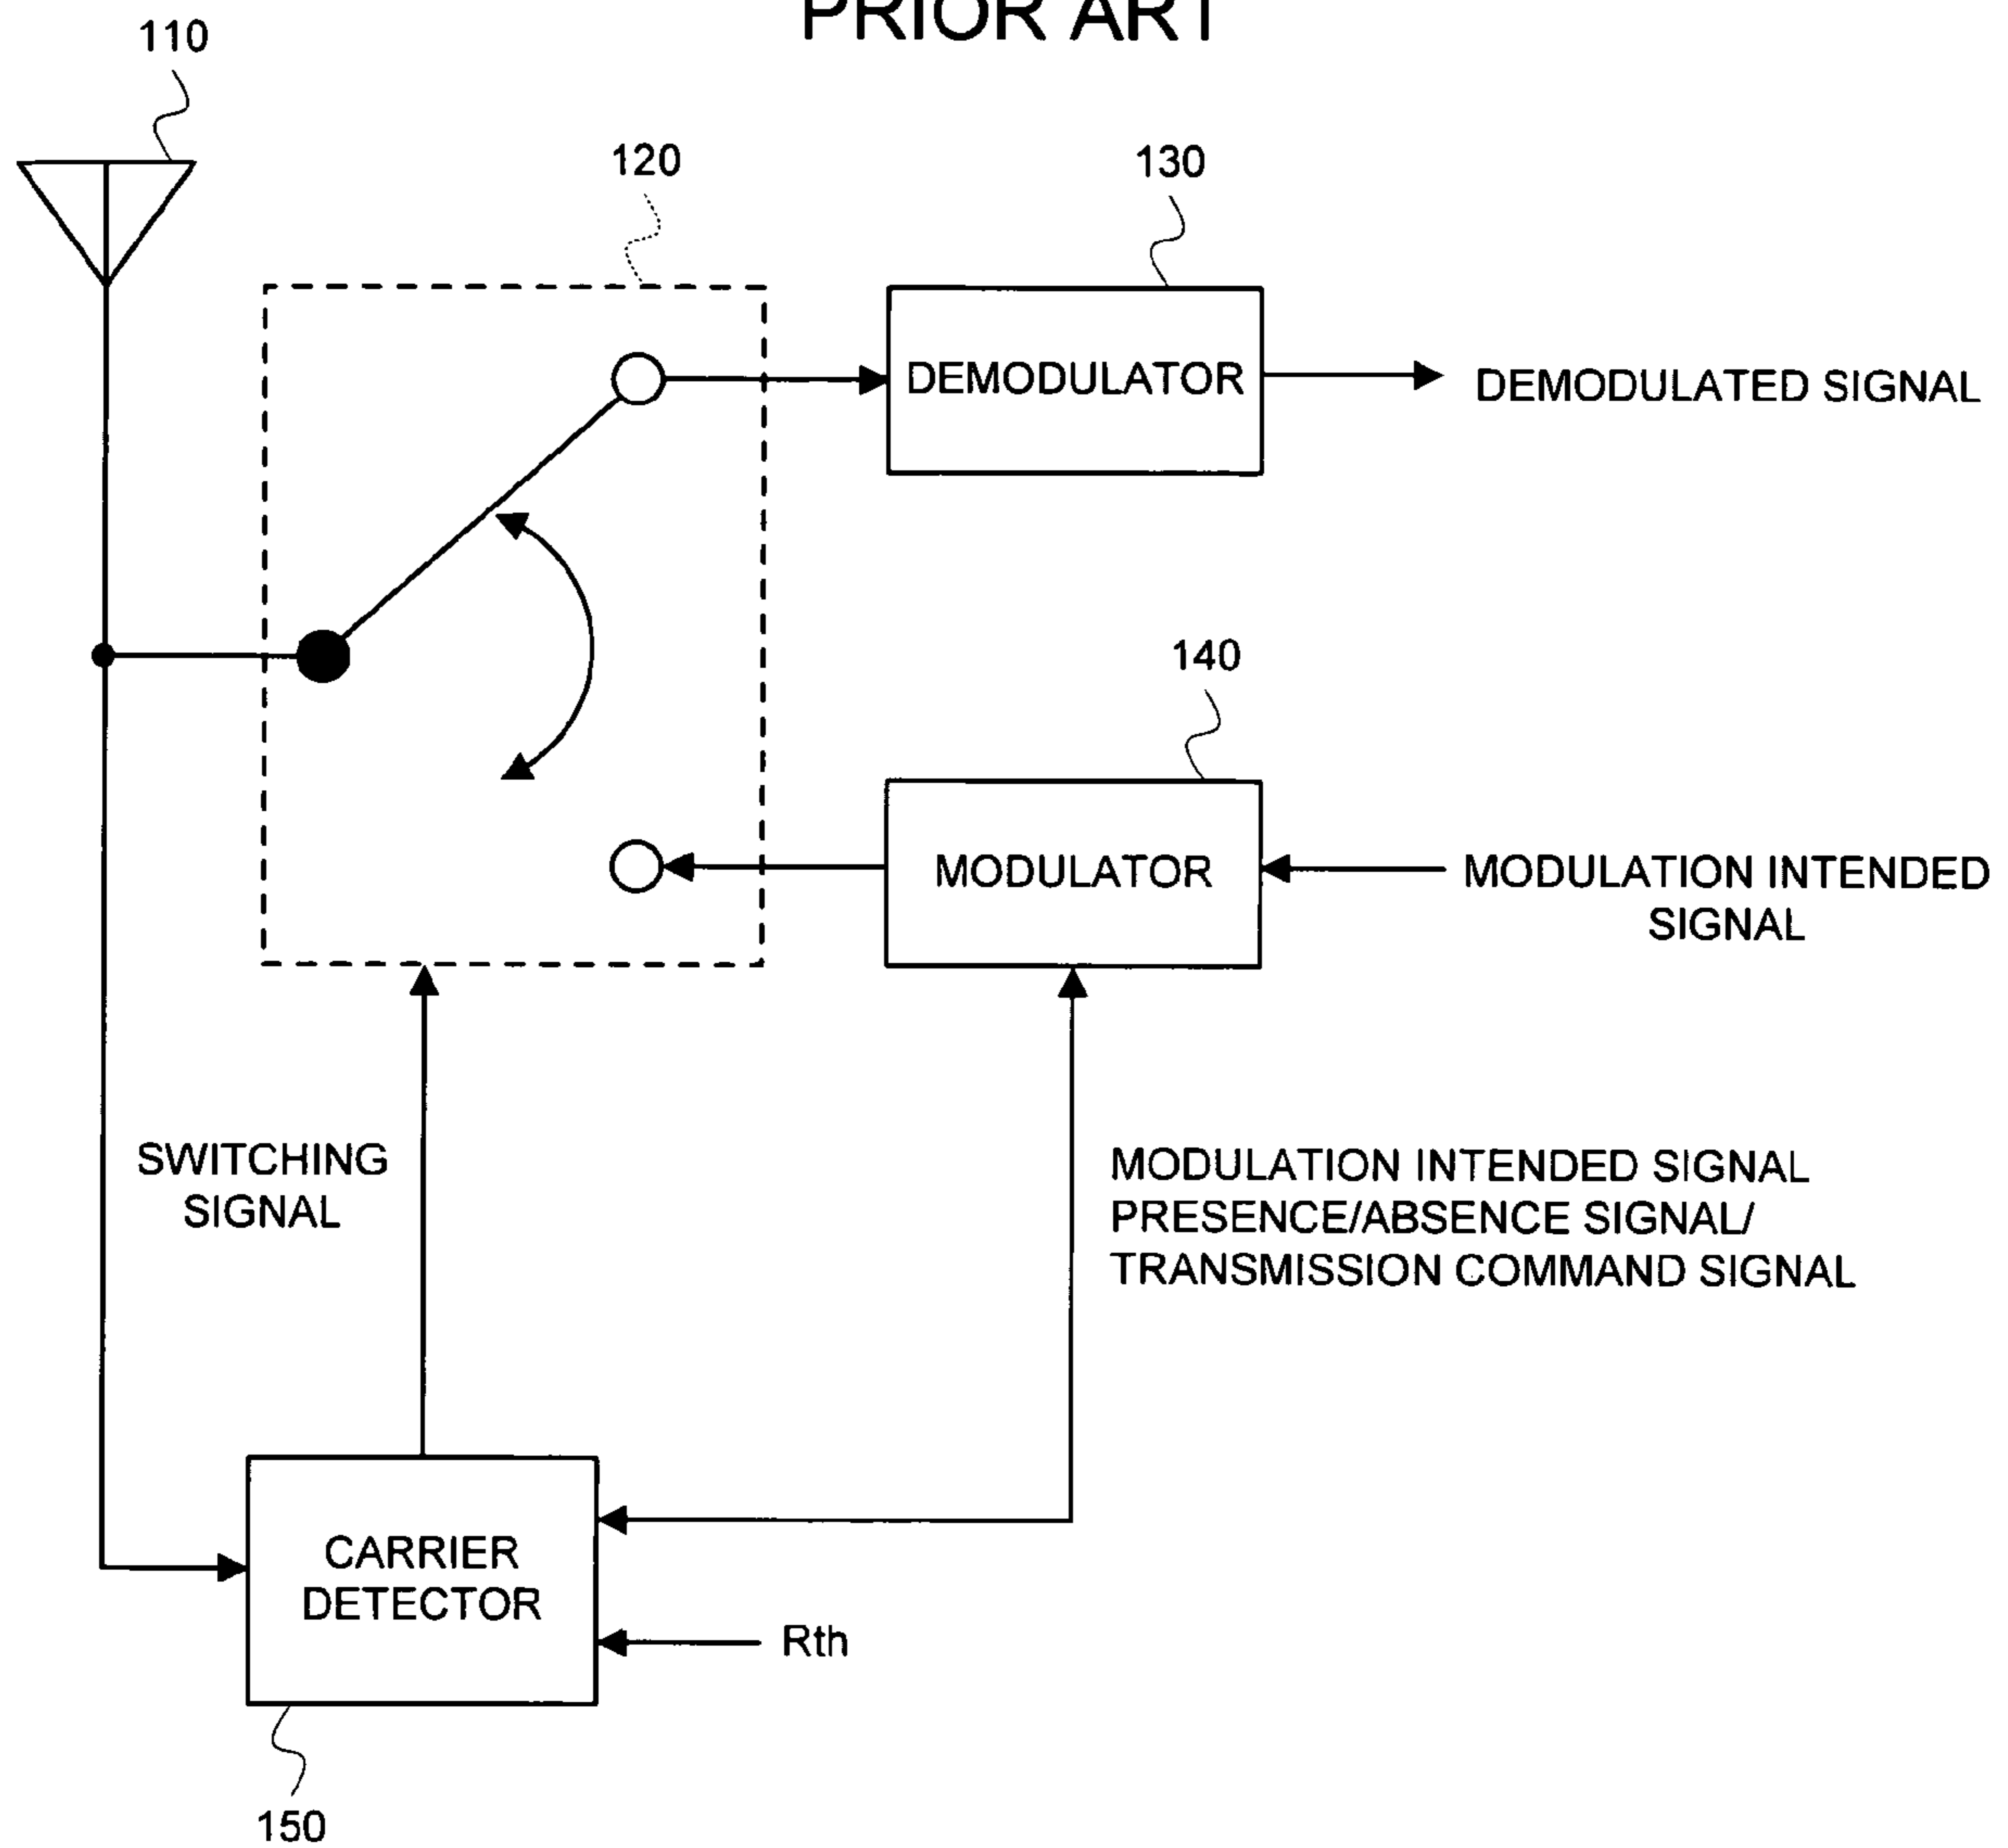 PRIOR ART
110
120
130
DEMODULATOR
DEMODULATED SIGNAL
140
MODULATOR
MODULATION INTENDED
SIGNAL
SWITCHING
SIGNAL
MODULATION INTENDED SIGNAL
PRESENCE/ABSENCE SIGNAL/
TRANSMISSION COMMAND SIGNAL
CARRIER
DETECTOR
Rth
150